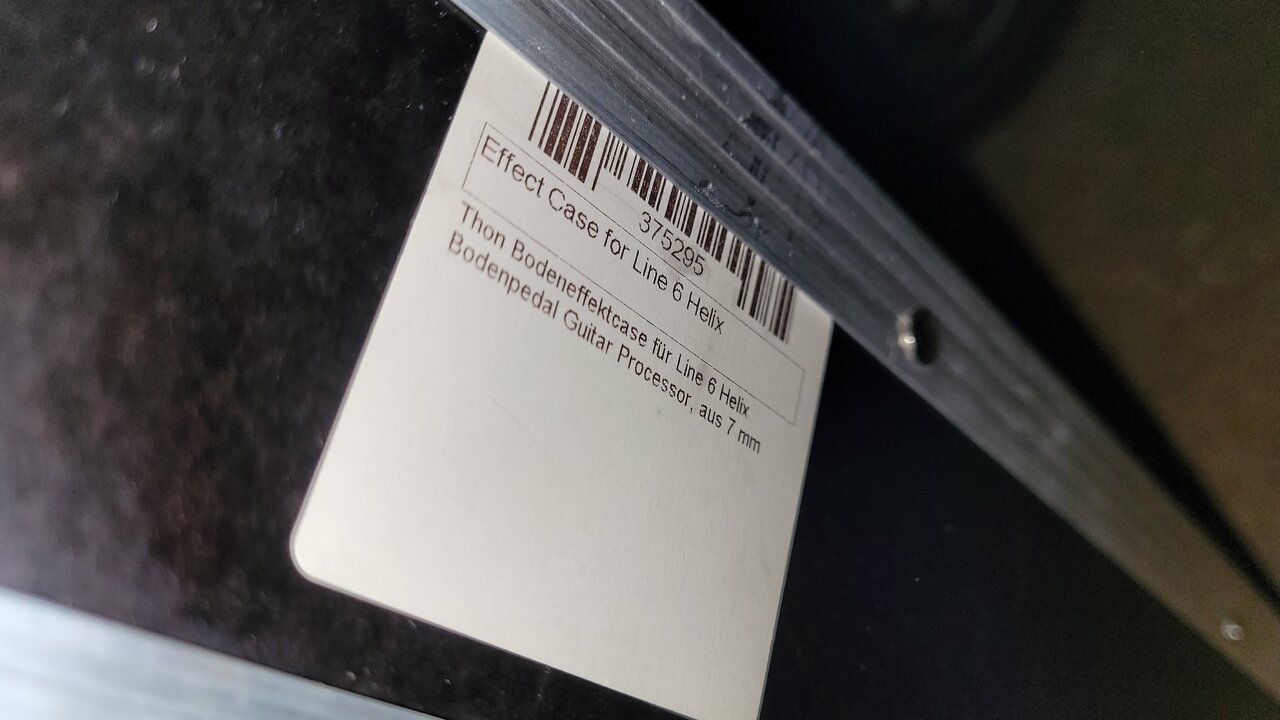 375295
Effect Case for Line 6 Helix
Thon Bodeneffektcase für Line 6 Helix
Bodenpedal Guitar Processor, aus 7 mm